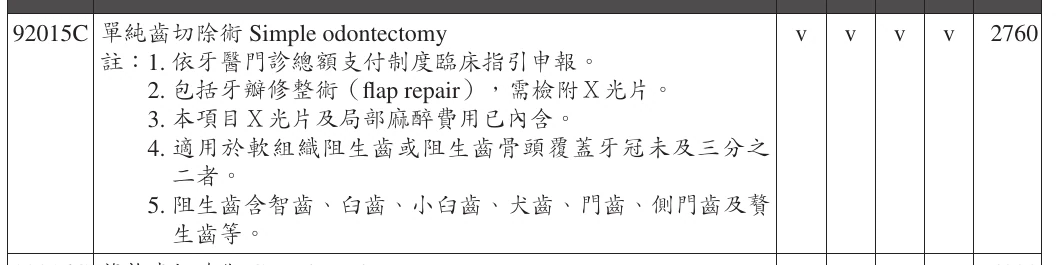 92015C 單純齒切除術 Simple odontectomy v v v v 2760
註：1. 依牙醫門診總額支付制度臨床指引申報。
2. 包括牙瓣修整術（flap repair），需檢附Ｘ光片。
3. 本項目Ｘ光片及局部麻醉費用已內含。
4. 適用於軟組織阻生齒或阻生齒骨頭覆蓋牙冠未及三分之
二者。
5. 阻生齒含智齒、臼齒、小臼齒、犬齒、門齒、側門齒及贅
生齒等。